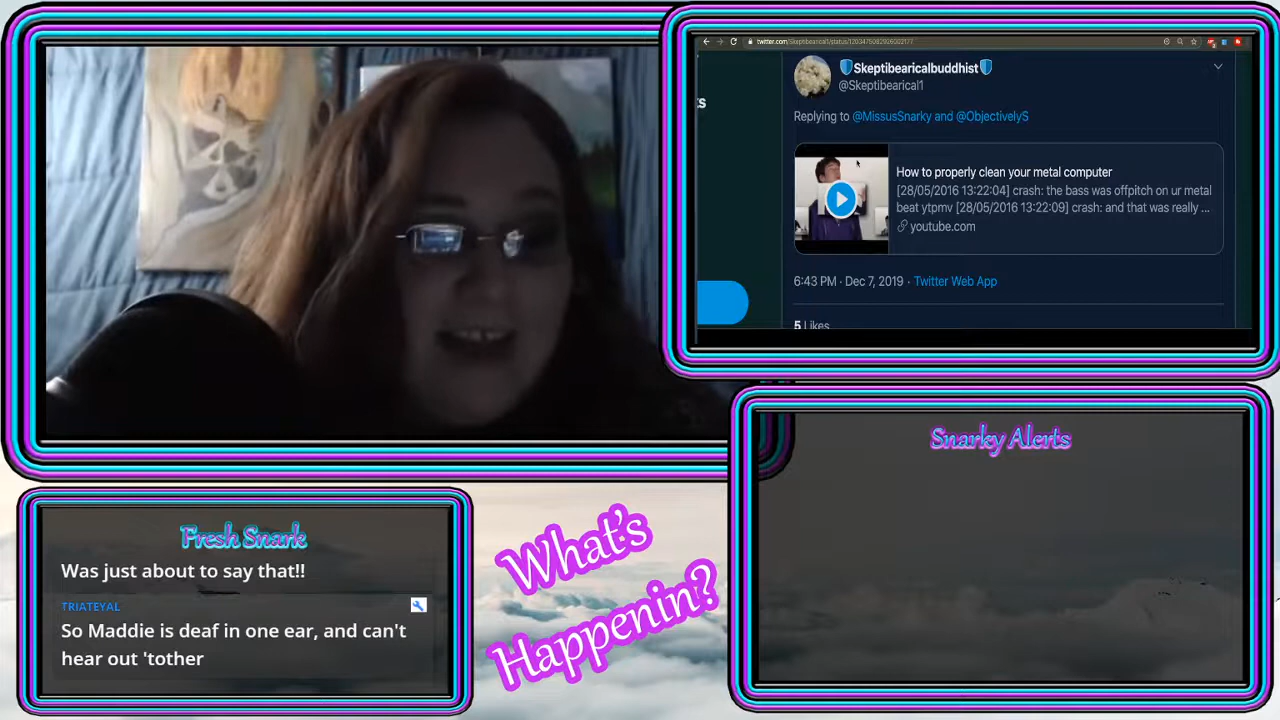 twitter.com/Skeptibearical1/status/
s
Skeptibearicalbuddhist
@Skeptibearical1
Replying to @MissusSnarky and @ObjectivelyS
How to properly clean your metal computer
[28/05/2016 13:22:04] crash: the bass was offpitch on ur metal
beat ytpmv [28/05/2016 13:22:09] crash: and that was really ...
youtube.com
6:43 PM · Dec 7, 2019 · Twitter Web App
5 Likes
Snarky Alerts
Fresh Snark
Was just about to say that!!
TRIATEYAL
So Maddie is deaf in one ear, and can't
hear out 'tother
What's
Happenin?